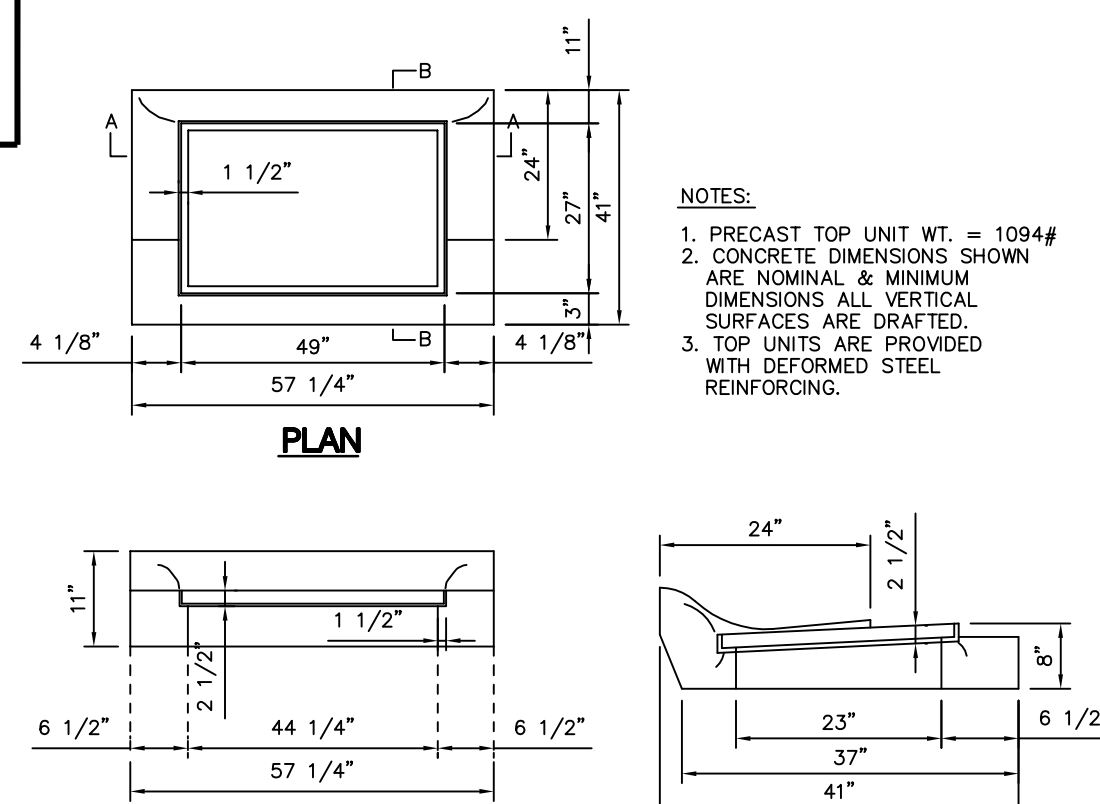 11”
B
A
A
1 1/2”
24”
27”
41”
3”
B
4 1/8”
49”
4 1/8”
57 1/4”
PLAN
NOTES:
1. PRECAST TOP UNIT WT. = 1094#
2. CONCRETE DIMENSIONS SHOWN
ARE NOMINAL & MINIMUM
DIMENSIONS ALL VERTICAL
SURFACES ARE DRAFTED.
3. TOP UNITS ARE PROVIDED
WITH DEFORMED STEEL
REINFORCING.
11”
1 1/2”
2 1/2”
6 1/2”
44 1/4”
6 1/2”
57 1/4”
24”
2 1/2”
8”
23”
6 1/2
37”
41”